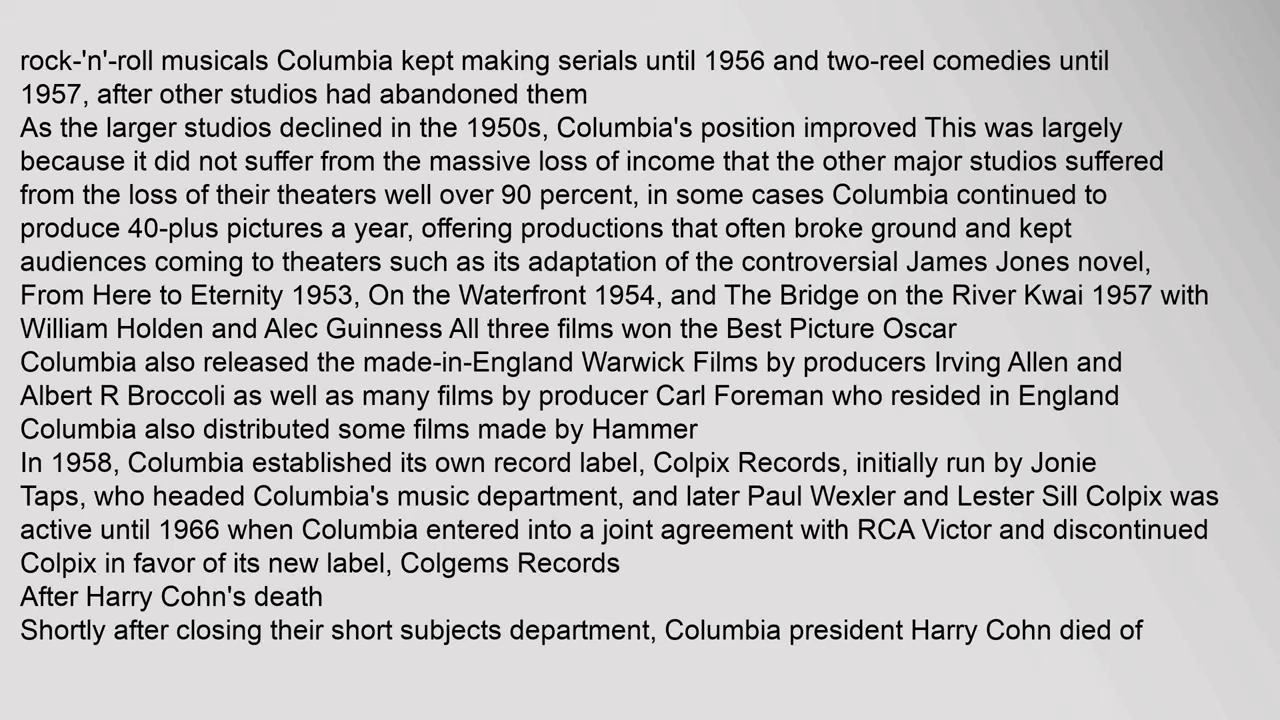 rock-'n'-roll musicals Columbia kept making serials until 1956 and two-reel comedies until
1957, after other studios had abandoned them
As the larger studios declined in the 1950s, Columbia's position improved This was largely
because it did not suffer from the massive loss of income that the other major studios suffered
from the loss of their theaters well over 90 percent, in some cases Columbia continued to
produce 40-plus pictures a year, offering productions that often broke ground and kept
audiences coming to theaters such as its adaptation of the controversial James Jones novel,
From Here to Eternity 1953, On the Waterfront 1954, and The Bridge on the River Kwai 1957 with
William Holden and Alec Guinness All three films won the Best Picture Oscar
Columbia also released the made-in-England Warwick Films by producers Irving Allen and
Albert R Broccoli as well as many films by producer Carl Foreman who resided in England
Columbia also distributed some films made by Hammer
In 1958, Columbia established its own record label, Colpix Records, initially run by Jonie
Taps, who headed Columbia's music department, and later Paul Wexler and Lester Sill Colpix was
active until 1966 when Columbia entered into a joint agreement with RCA Victor and discontinued
Colpix in favor of its new label, Colgems Records
After Harry Cohn's death
Shortly after closing their short subjects department, Columbia president Harry Cohn died of